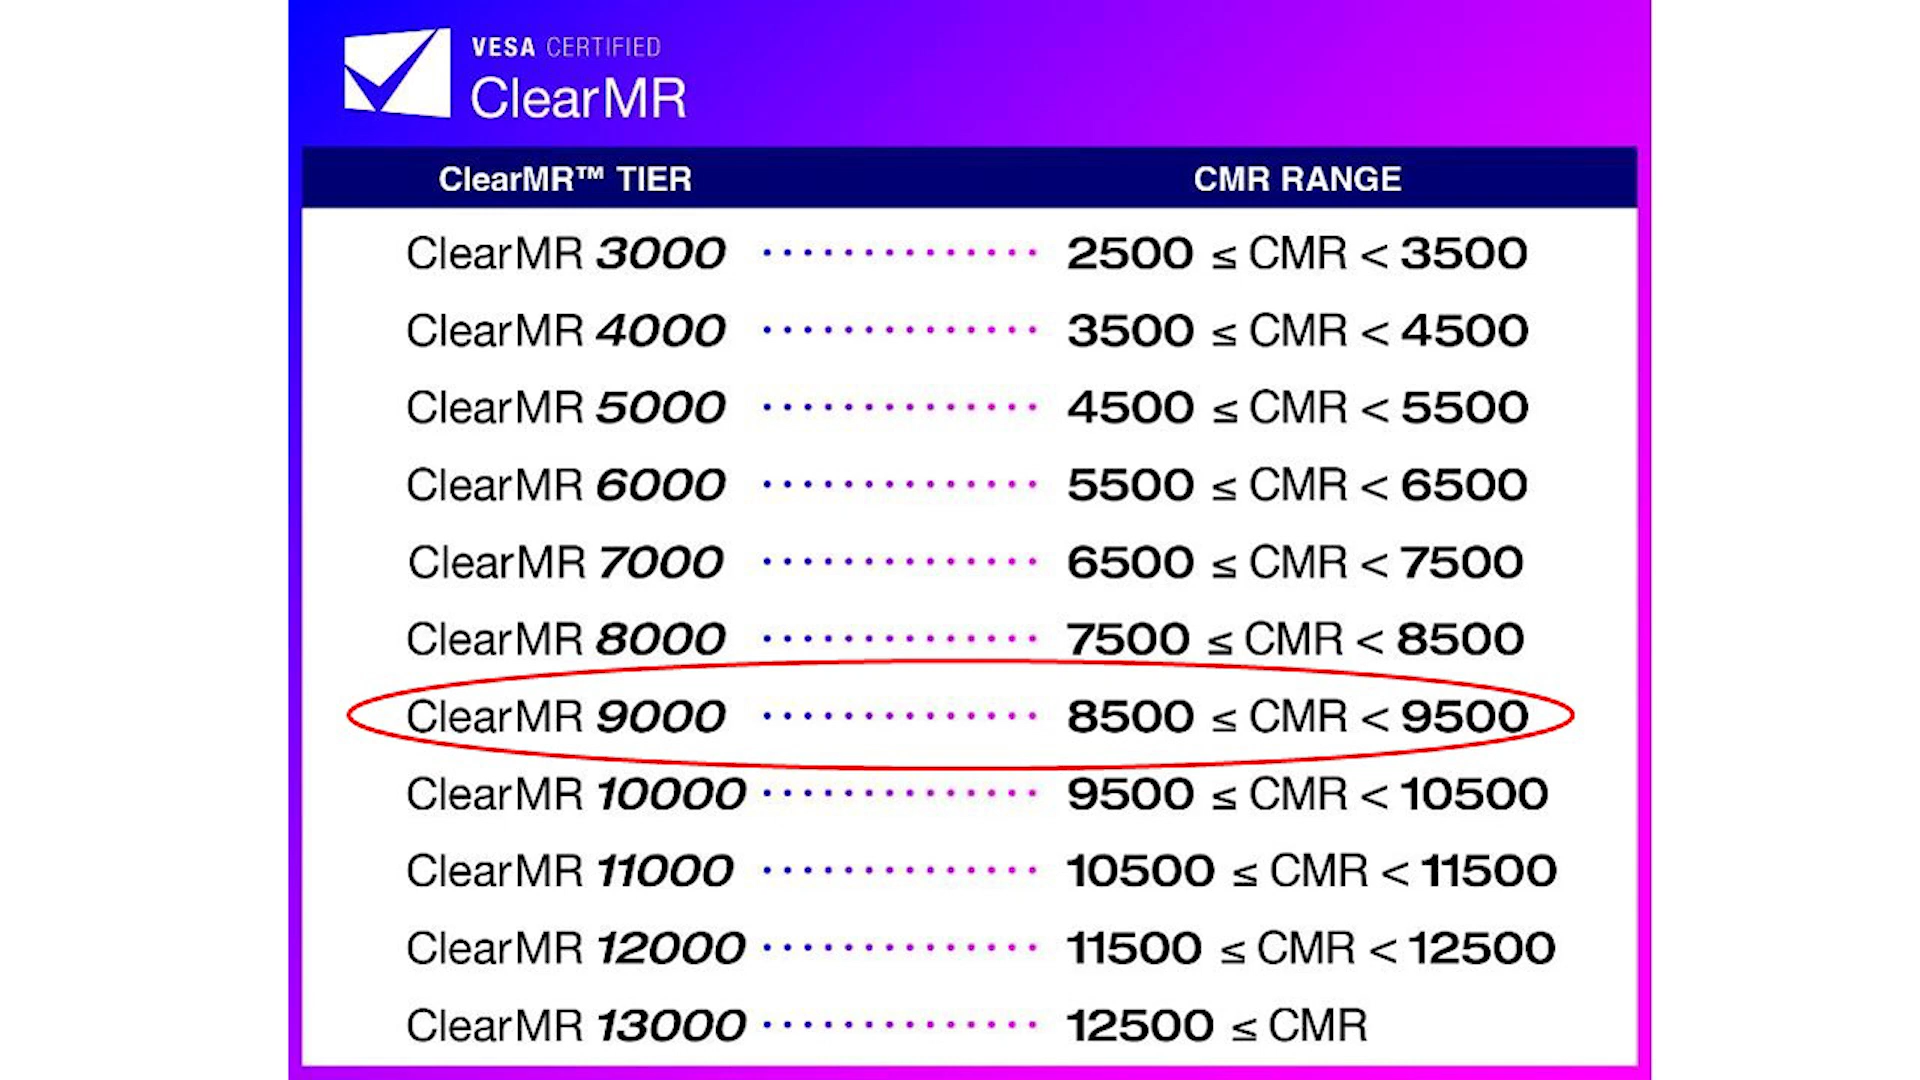 VESA CERTIFIED
ClearMR
ClearMR™ TIER CMR RANGE
ClearMR 3000 2500 ≤ CMR < 3500
ClearMR 4000 3500 ≤ CMR < 4500
ClearMR 5000 4500 ≤ CMR < 5500
ClearMR 6000 5500 ≤ CMR < 6500
ClearMR 7000 6500 ≤ CMR < 7500
ClearMR 8000 7500 ≤ CMR < 8500
ClearMR 9000 8500 ≤ CMR < 9500
ClearMR 10000 9500 ≤ CMR < 10500
ClearMR 11000 10500 ≤ CMR < 11500
ClearMR 12000 11500 ≤ CMR < 12500
ClearMR 13000 12500 ≤ CMR